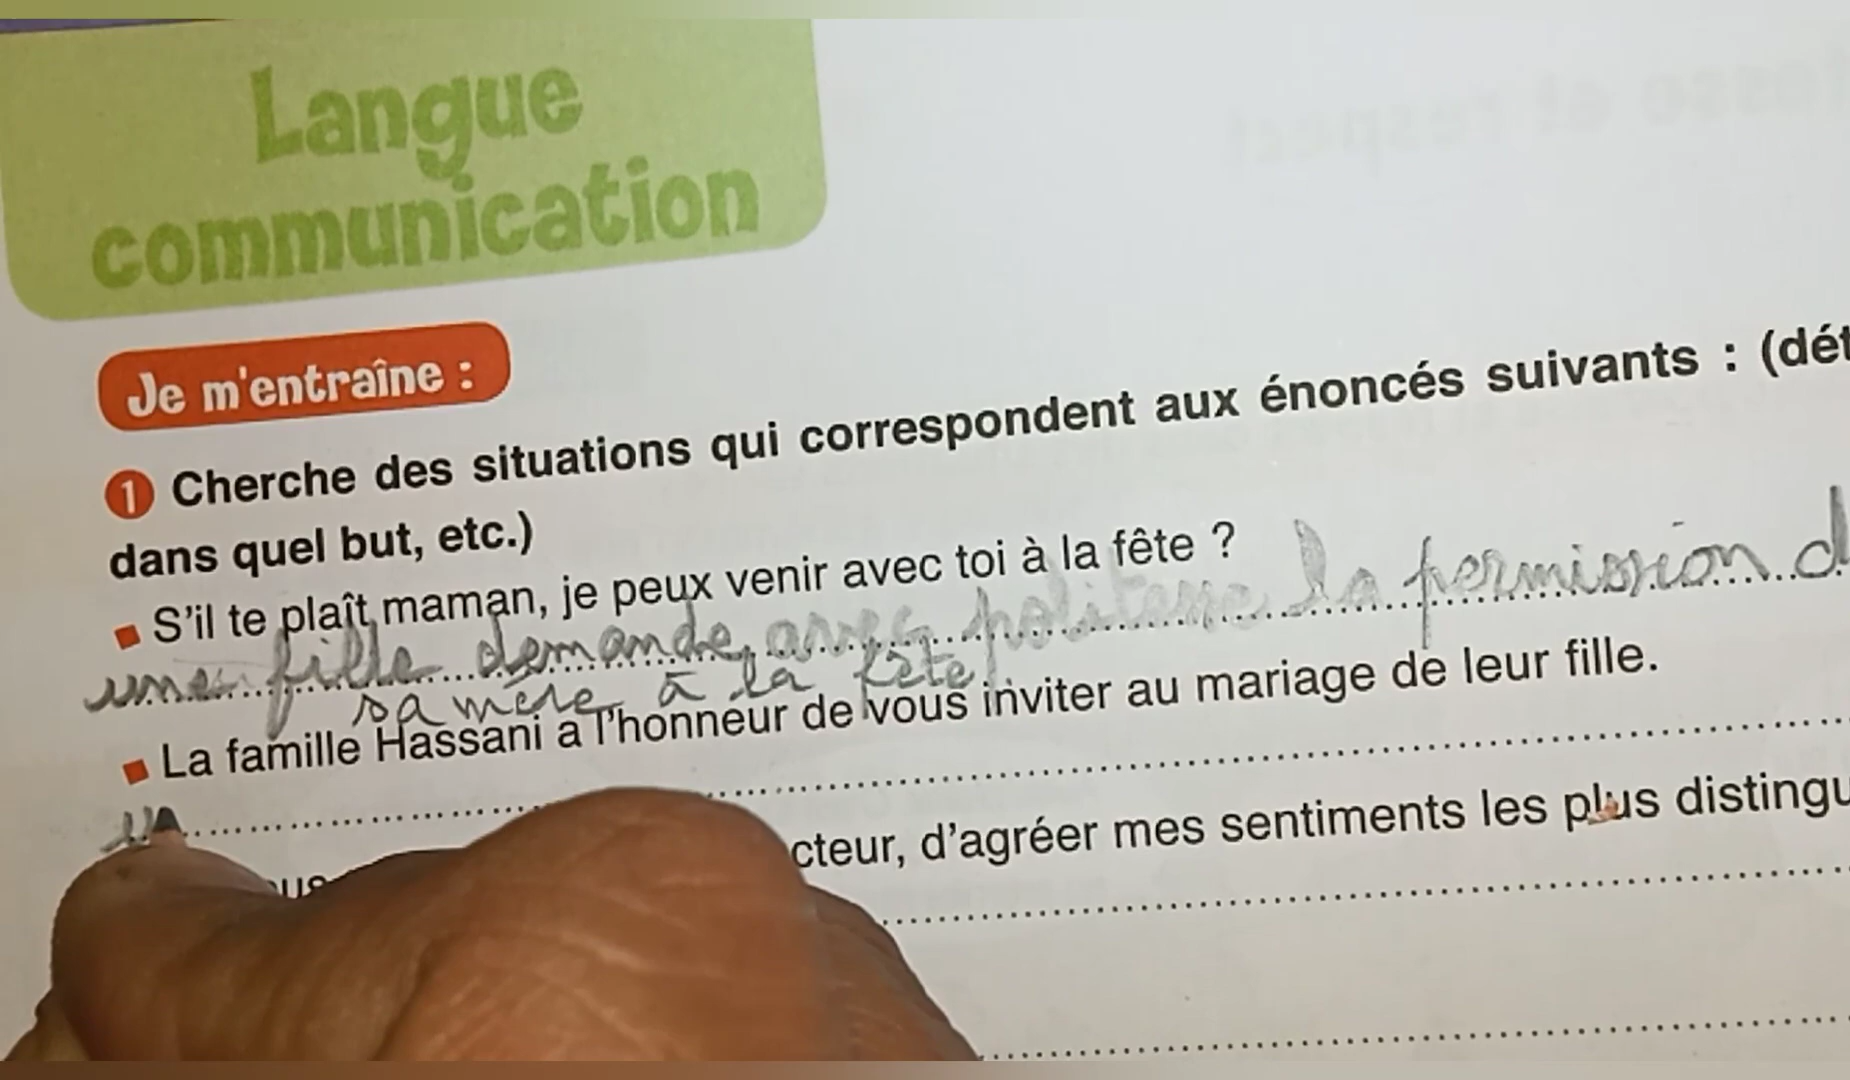 Langue
communication
Je m'entraîne :
1 Cherche des situations qui correspondent aux énoncés suivants : (dét
dans quel but, etc.)
S'il te plaît maman, je peux venir avec toi à la fête ?
une fille demande avec politesse la permission d
sa mère à la fête
La famille Hassani a l'honneur de vous inviter au mariage de leur fille.
cteur, d'agréer mes sentiments les plus distingu